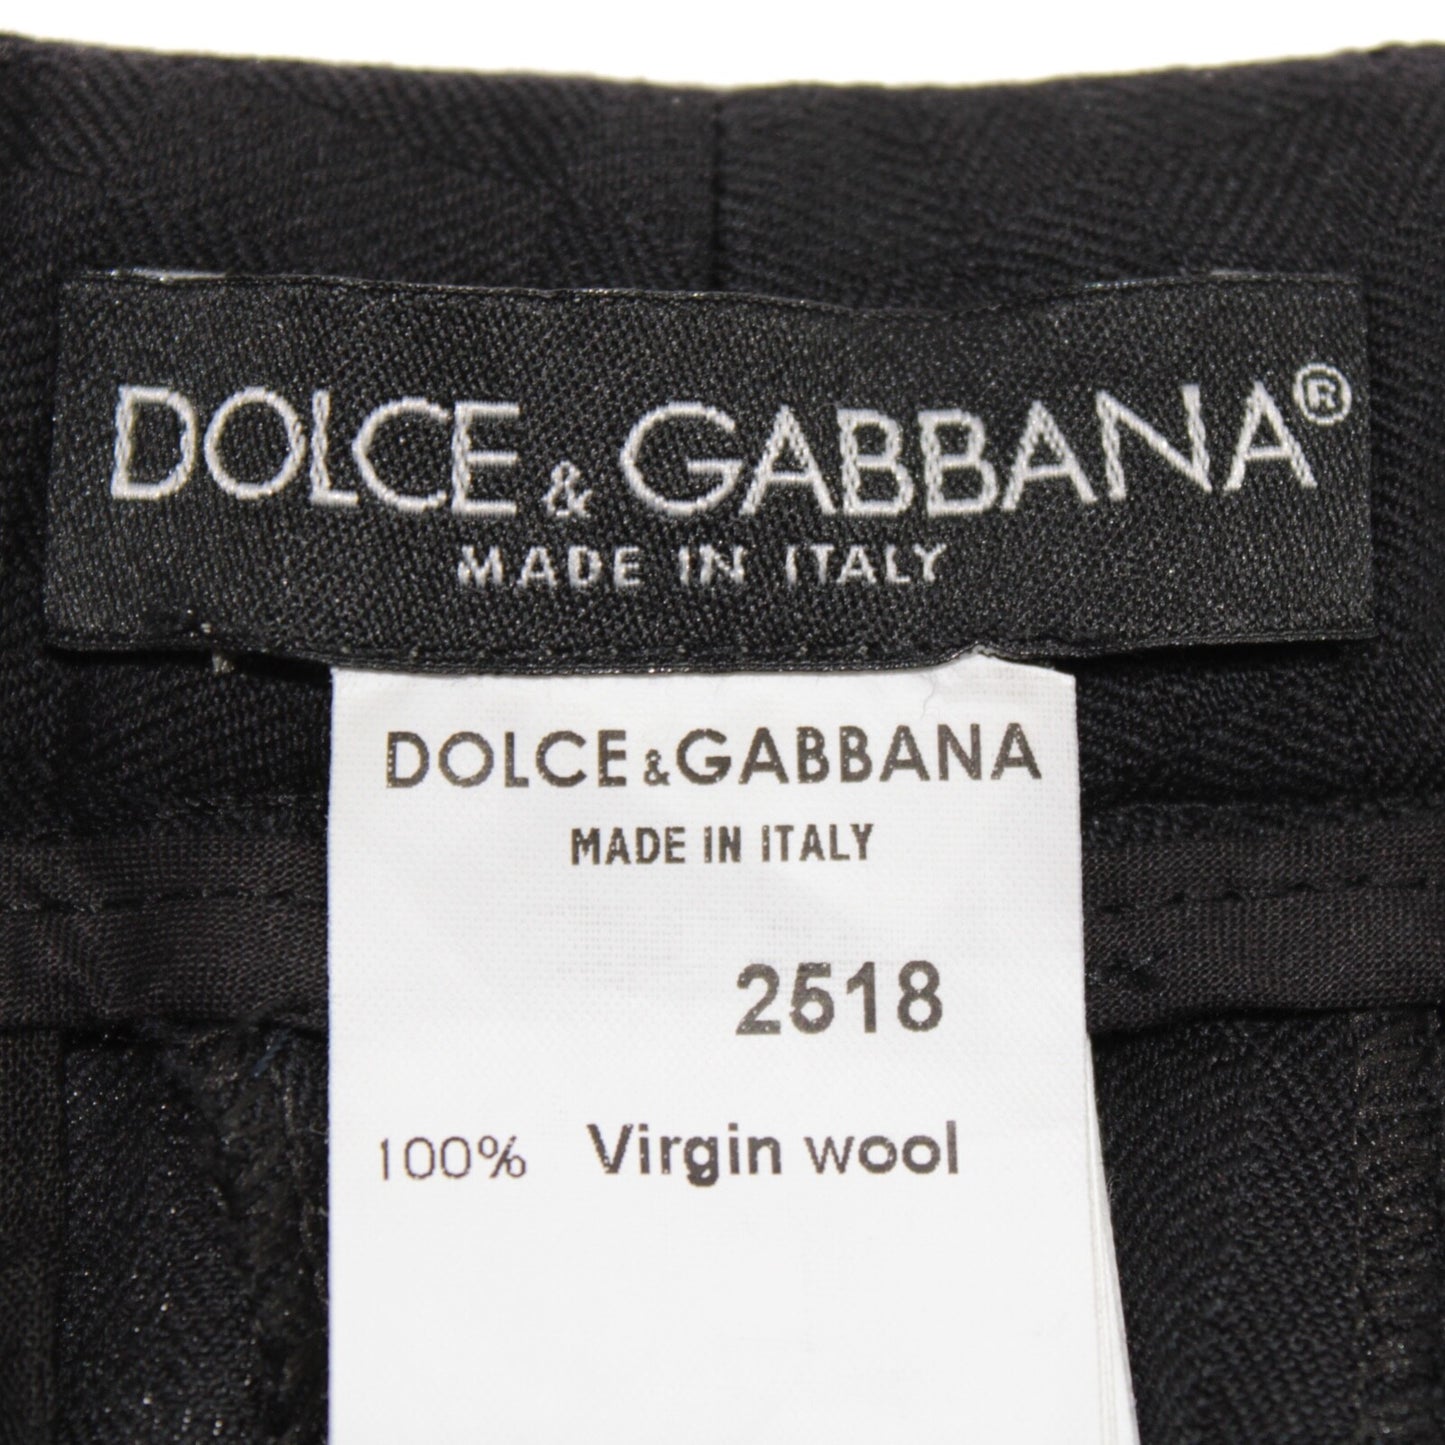 DOLCE & GABBANA®
MADE IN ITALY
DOLCE & GABBANA
MADE IN ITALY
2518
100% Virgin wool